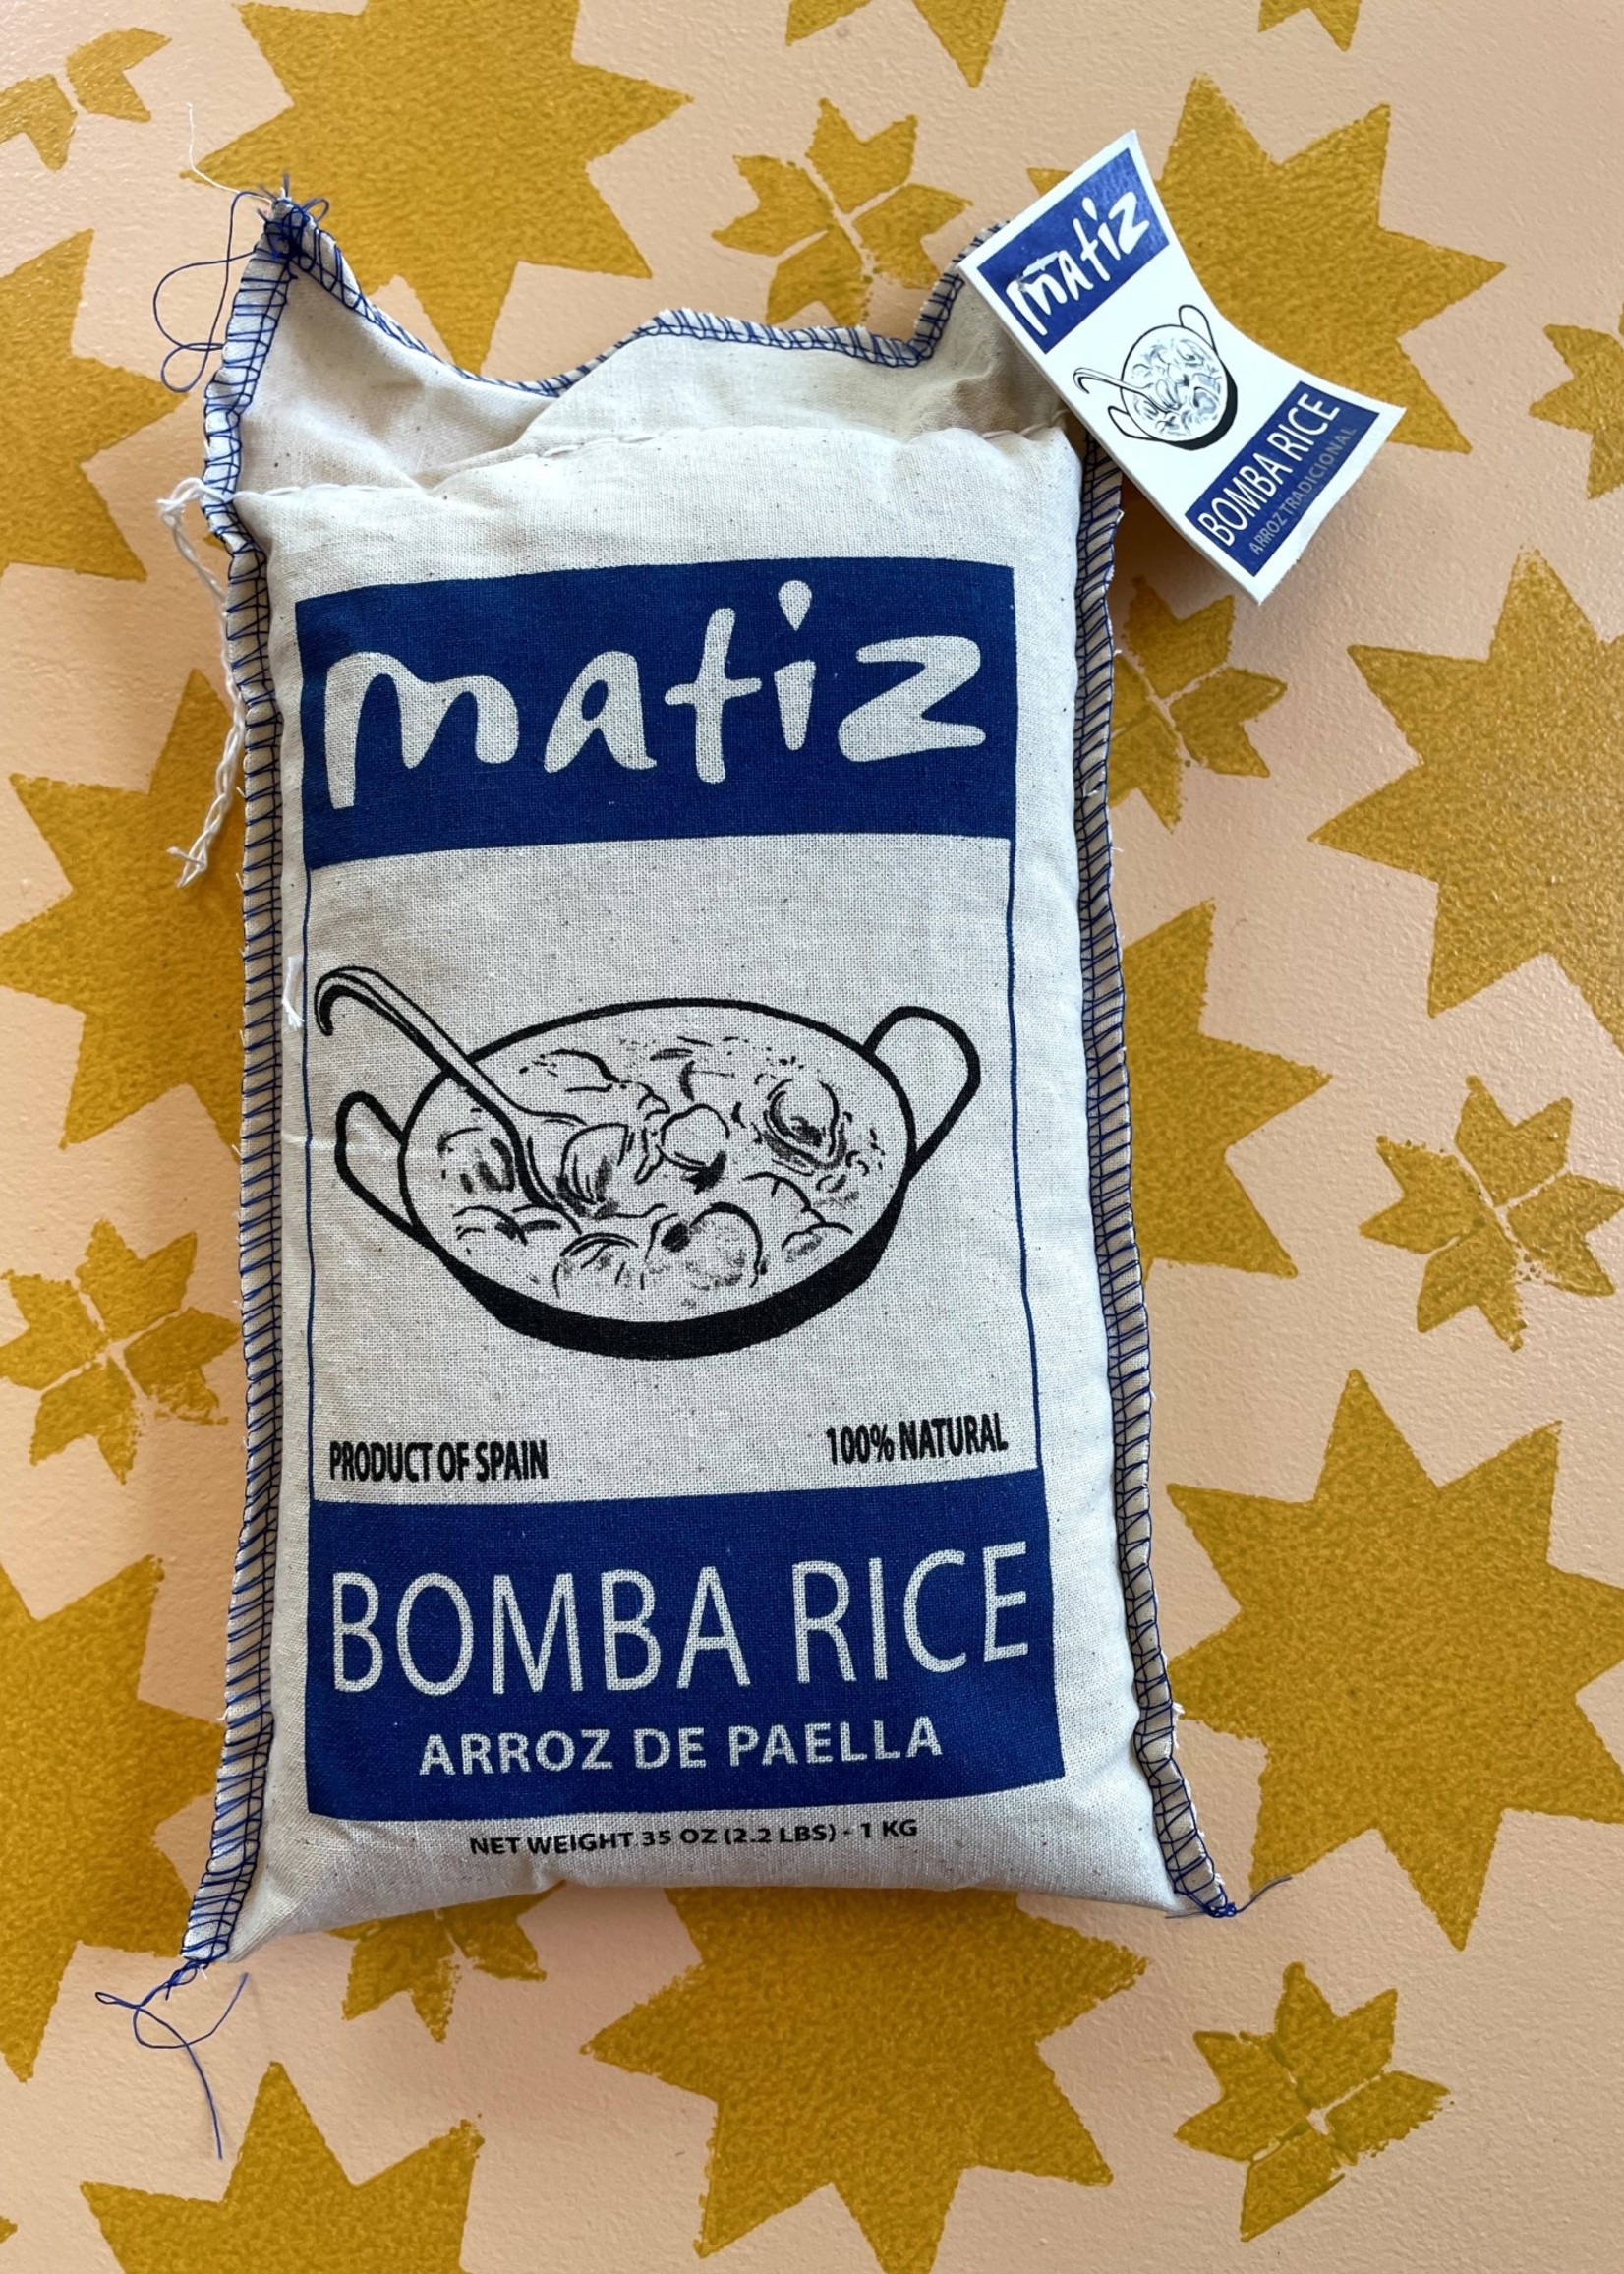 matiz
BOMBA RICE
ARROZ TRADICIONAL
matiz
PRODUCT OF SPAIN
100% NATURAL
BOMBA RICE
ARROZ DE PAELLA
NET WEIGHT 35 OZ (2.2 LBS) - 1 KG